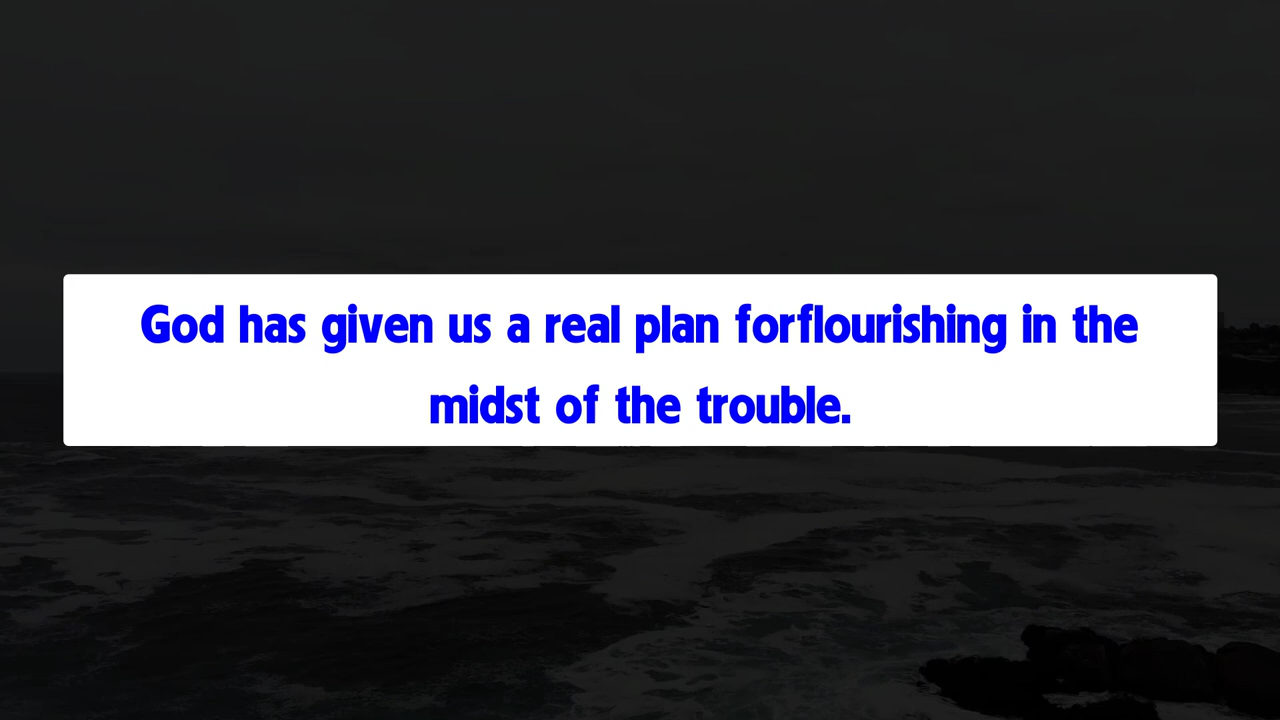 God has given us a real plan forflourishing in the
midst of the trouble.